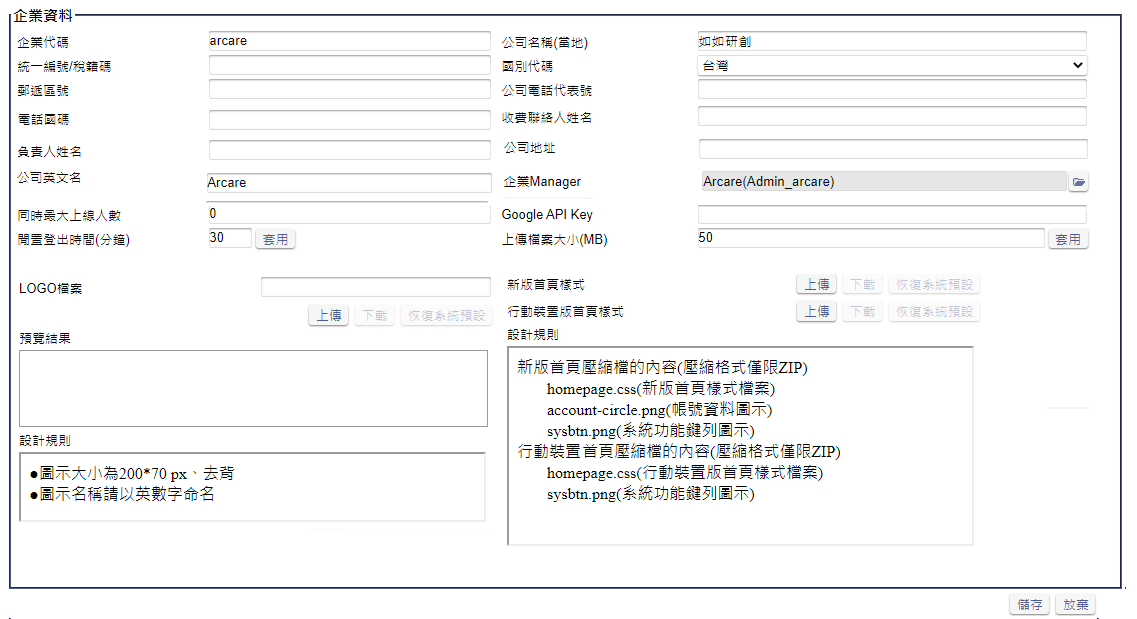 企業資料
企業代碼 arcare 公司名稱(當地) 如如研創
統一編號/稅籍碼 國別代碼 台灣
郵遞區號 公司電話代表號
電話國碼 收費聯絡人姓名
負責人姓名 公司地址
公司英文名 Arcare 企業Manager Arcare(Admin_arcare)
同時最大上線人數 0 Google API Key
閒置登出時間(分鐘) 30 套用 上傳檔案大小(MB) 50 套用
LOGO檔案 新版首頁樣式 上傳 下載 恢復系統預設
上傳 下載 恢復系統預設 行動裝置版首頁樣式 上傳 下載 恢復系統預設
預覽結果 設計規則
新版首頁壓縮檔的內容(壓縮格式僅限ZIP)
homepage.css(新版首頁樣式檔案)
account-circle.png(帳號資料圖示)
sysbtn.png(系統功能鍵列圖示)
行動裝置首頁壓縮檔的內容(壓縮格式僅限ZIP)
homepage.css(行動裝置版首頁樣式檔案)
sysbtn.png(系統功能鍵列圖示)
設計規則
●圖示大小為200*70 px、去背
●圖示名稱請以英數字命名
儲存 放棄